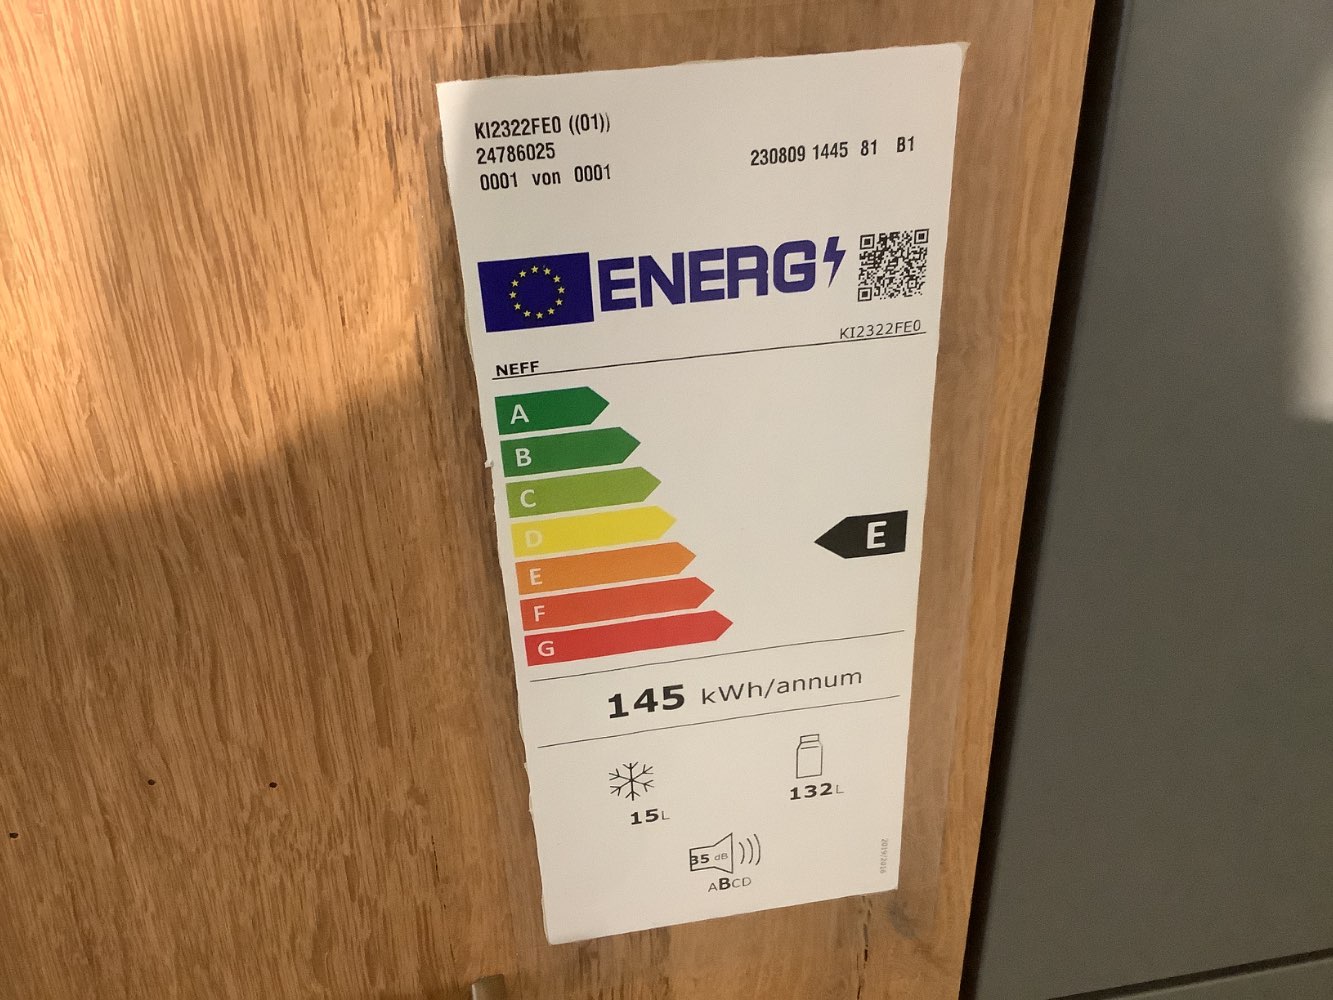 KI2322FE0 ((01))
24786025
0001 von 0001
230809 1445 81 B1
ENERG
KI2322FE0
NEFF
A
B
C
D
E
F
G
E
145 kWh/annum
15L
132L
35 dB
ABCD
2019/2016